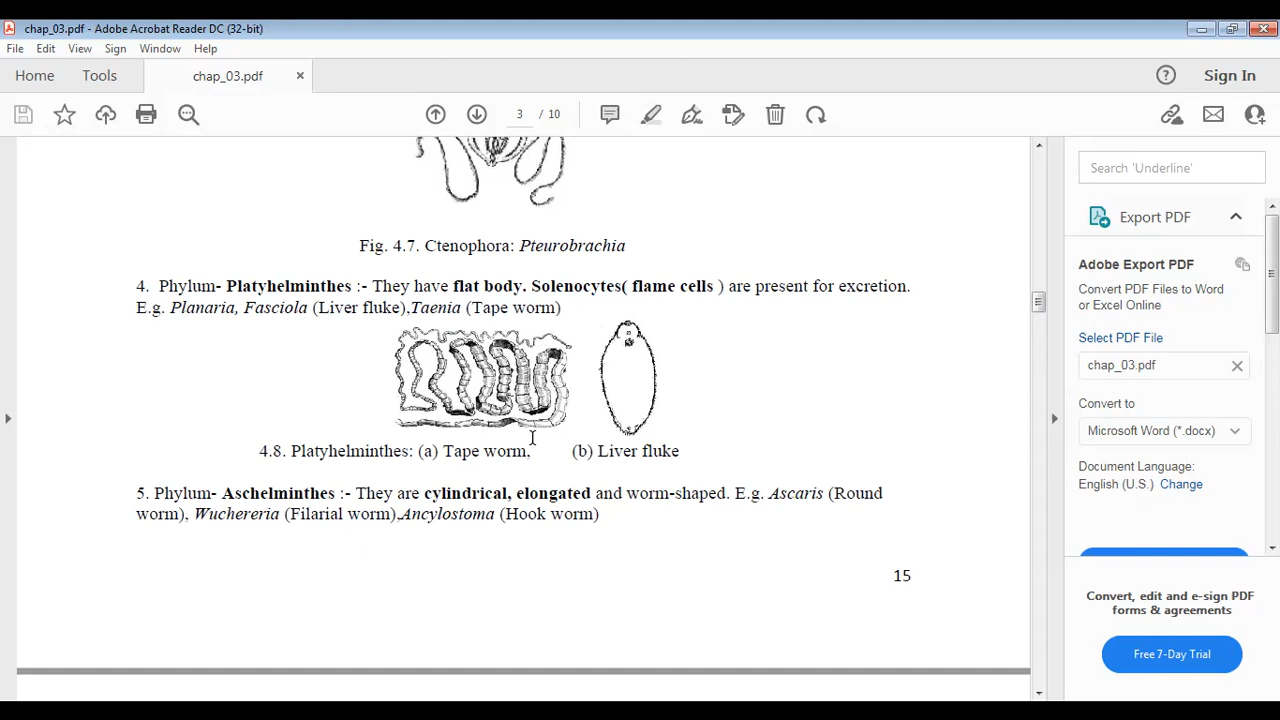 chap_03.pdf - Adobe Acrobat Reader DC (32-bit)
File Edit View Sign Window Help
Home Tools chap_03.pdf × Sign In
3 / 10
Search 'Underline'
Export PDF
Adobe Export PDF
Convert PDF Files to Word
or Excel Online
Select PDF File
chap_03.pdf
Convert to
Microsoft Word (*.docx)
Document Language:
English (U.S.) Change
Convert, edit and e-sign PDF
forms & agreements
Free 7-Day Trial
Fig. 4.7. Ctenophora: Pteurobrachia
4. Phylum- Platyhelminthes :- They have flat body. Solenocytes( flame cells ) are present for excretion.
E.g. Planaria, Fasciola (Liver fluke),Taenia (Tape worm)
4.8. Platyhelminthes: (a) Tape worm, (b) Liver fluke
5. Phylum- Aschelminthes :- They are cylindrical, elongated and worm-shaped. E.g. Ascaris (Round
worm), Wuchereria (Filarial worm),Ancylostoma (Hook worm)
15